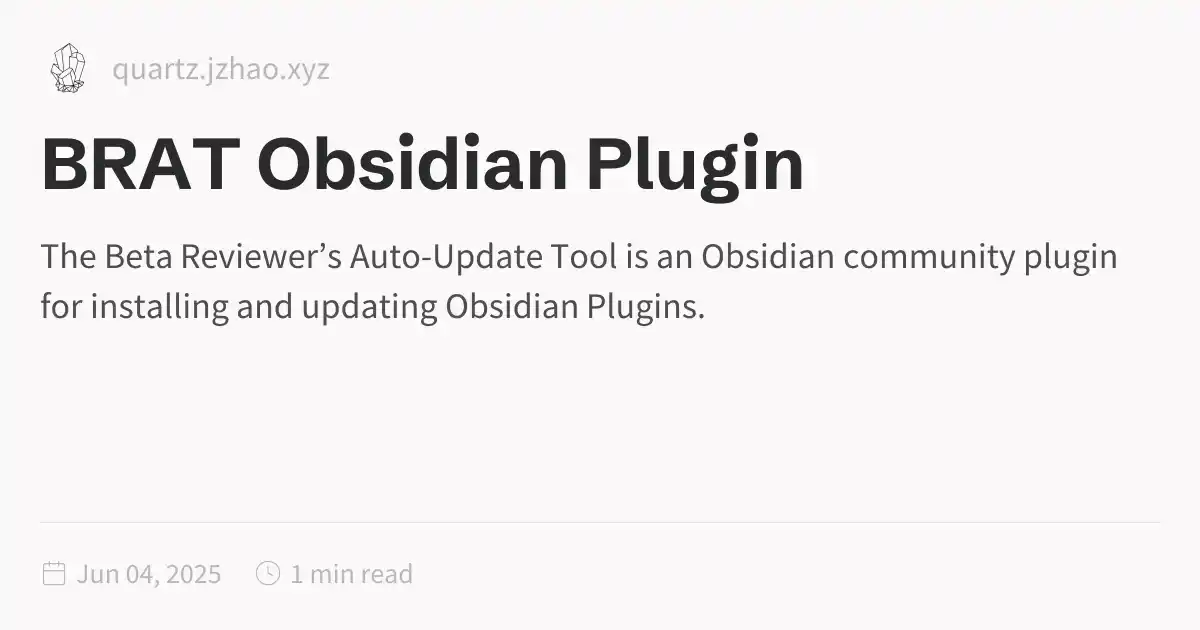 quartz.jzhao.xyz
BRAT Obsidian Plugin
The Beta Reviewer’s Auto-Update Tool is an Obsidian community plugin
for installing and updating Obsidian Plugins.
Jun 04, 2025 1 min read